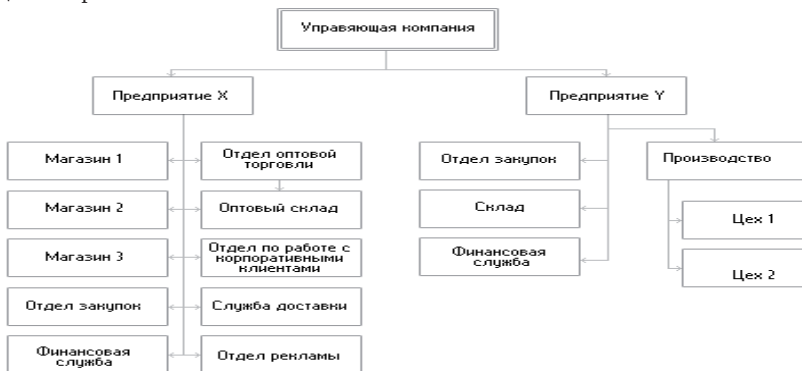 Управяющая компания
Предприятие X
Предприятие Y
Магазин 1
Отдел оптовой
торговли
Отдел закупок
Производство
Магазин 2
Оптовый склад
Склад
Цех 1
Магазин 3
Отдел по работе с
корпоративными
клиентами
Финансовая
служба
Цех 2
Отдел закупок
Служба доставки
Финансовая
служба
Отдел рекламы